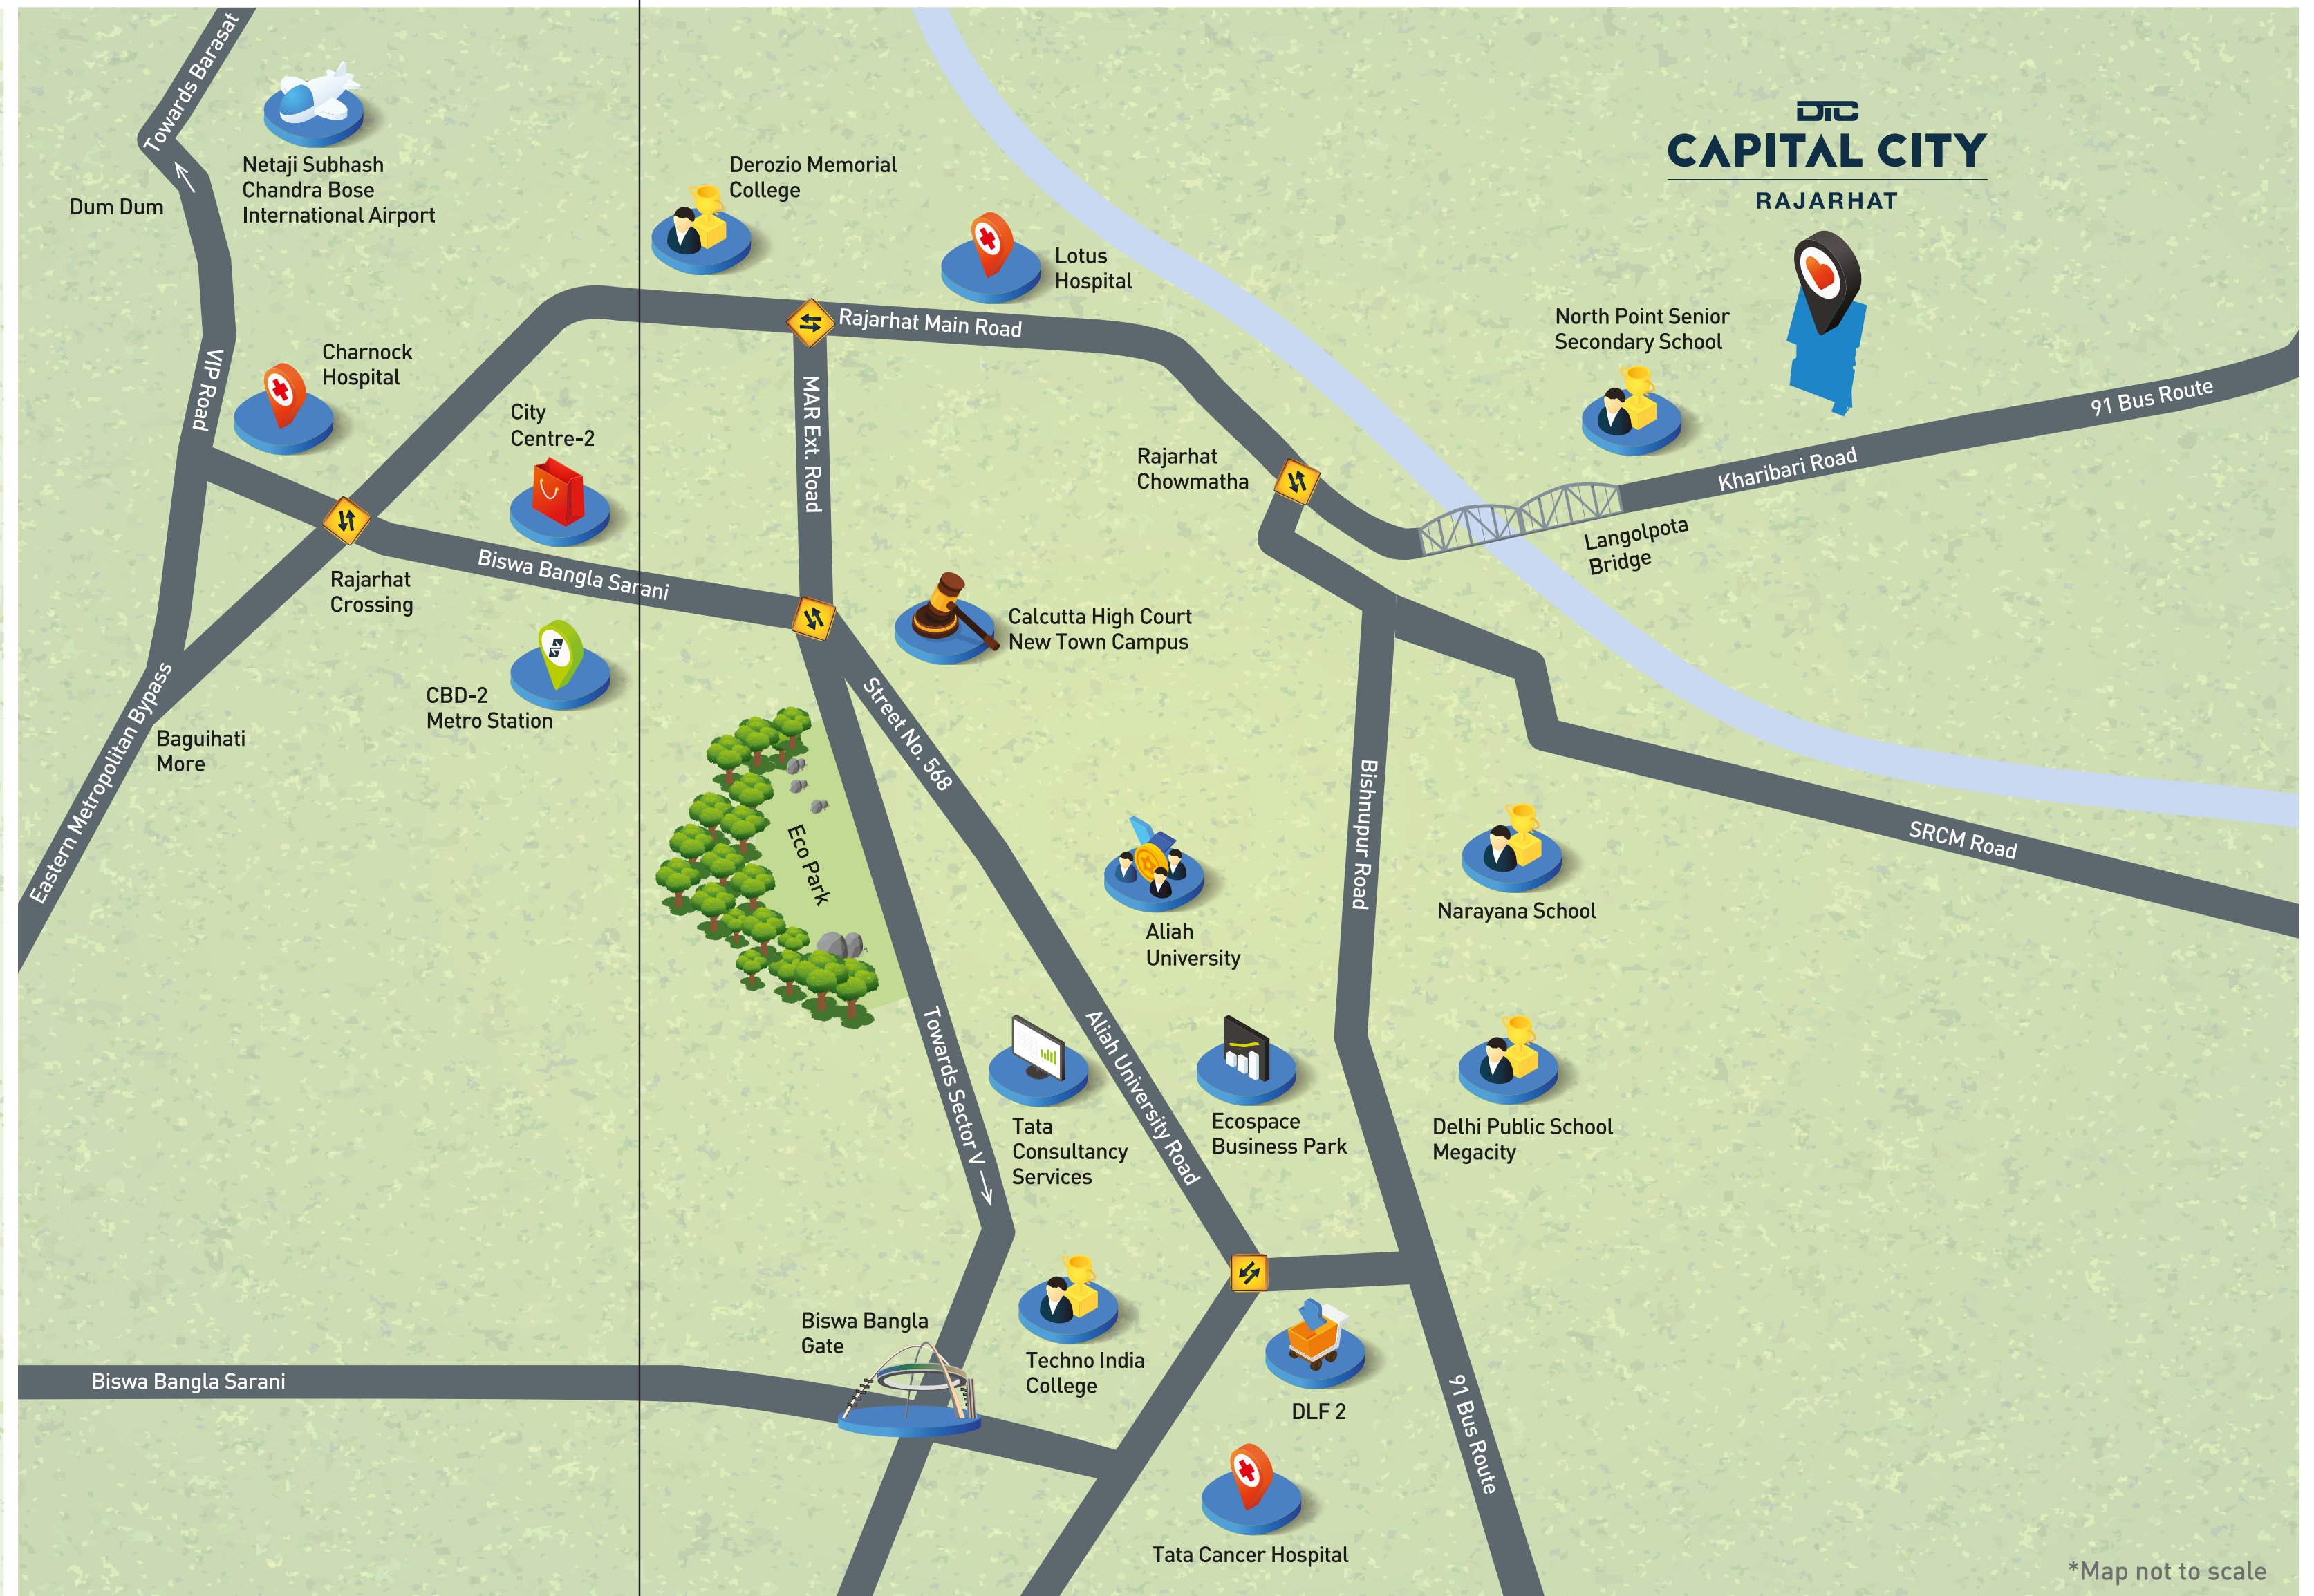 Towards Barasat
Netaji Subhash
Chandra Bose
International Airport
Dum Dum
Derozio Memorial
College
Lotus
Hospital
DTC
CAPITAL CITY
RAJARHAT
North Point Senior
Secondary School
Rajarhat Main Road
VIP Road
Charnock
Hospital
City
Centre-2
MAR Ext. Road
Rajarhat
Chowmatha
91 Bus Route
Kharibari Road
Langolpota
Bridge
Biswa Bangla Sarani
Rajarhat
Crossing
Calcutta High Court
New Town Campus
CBD-2
Metro Station
Eastern Metropolitan Bypass
Baguihati
More
Street No. 568
Eco Park
Bishnupur Road
SRCM Road
Narayana School
Aliah
University
Towards Sector V
Aliah University Road
Tata
Consultancy
Services
Ecospace
Business Park
Delhi Public School
Megacity
Biswa Bangla
Gate
Techno India
College
Biswa Bangla Sarani
DLF 2
91 Bus Route
Tata Cancer Hospital
*Map not to scale